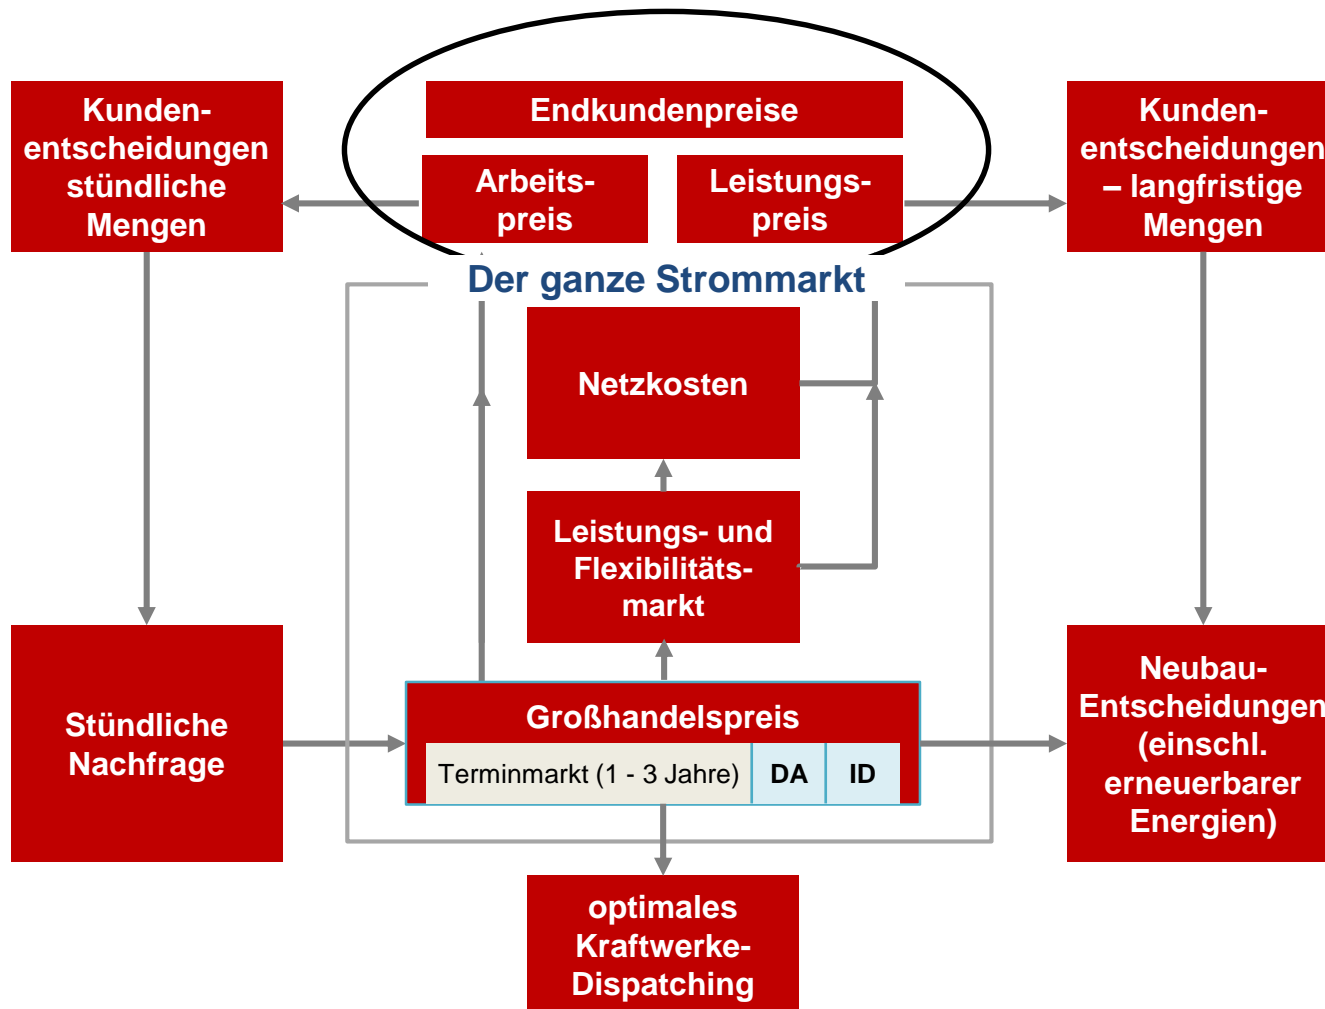 Endkundenpreise
Kunden-
entscheidungen
stündliche
Mengen
Arbeits-
preis
Leistungs-
preis
Kunden-
entscheidungen
– langfristige
Mengen
Der ganze Strommarkt
Netzkosten
Leistungs- und
Flexibilitäts-
markt
Stündliche
Nachfrage
Großhandelspreis
Terminmarkt (1 - 3 Jahre)
DA
ID
Neubau-
Entscheidungen
(einschl.
erneuerbarer
Energien)
optimales
Kraftwerke-
Dispatching